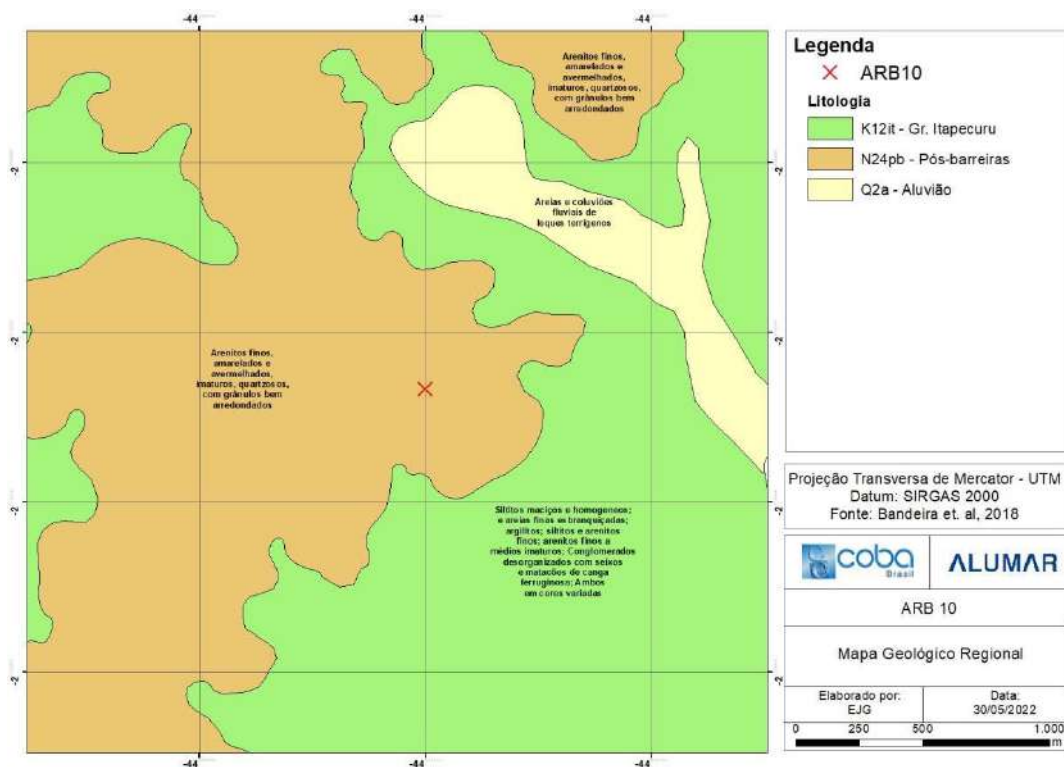 -44
-44
-44
-2
-2
-2
-2
-2
-2
-2
-2
-44
-44
-44
Arenitos finos,
amarelados e
avermelhados,
imaturos, quartzosos,
com grânulos bem
arredondados
Areias e coluviões
fluviais de
leques terrígenos
Arenitos finos,
amarelados e
avermelhados,
imaturos, quartzosos,
com grânulos bem
arredondados
Siltitos maciços e homogeneos;
e areias finas esbranquiçadas;
argilitos; siltitos e arenitos
finos; arenitos finos a
médios imaturos; Conglomerados
desorganizados com seixos
e matacões de canga
ferruginosa; Ambos
em cores variadas
Legenda
ARB10
Litologia
K12it - Gr. Itapecuru
N24pb - Pós-barreiras
Q2a - Aluvião
Projeção Transversa de Mercator - UTM
Datum: SIRGAS 2000
Fonte: Bandeira et. al, 2018
coba
Brasil
ALUMAR
ARB 10
Mapa Geológico Regional
Elaborado por:
EJG
Data:
30/05/2022
0 250 500 1.000
m